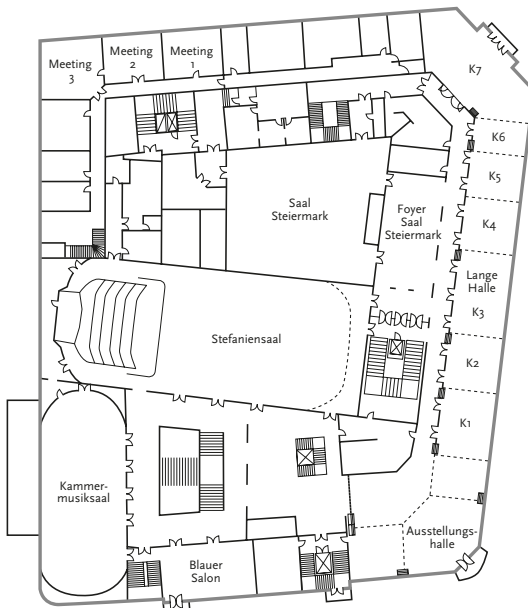 Meeting
3
Meeting
2
Meeting
1
K7
K6
K5
K4
Saal
Steiermark
Foyer
Saal
Steiermark
Lange
Halle
K3
K2
K1
Stefaniensaal
Kammer-
musiksaal
Ausstellungs-
halle
Blauer
Salon